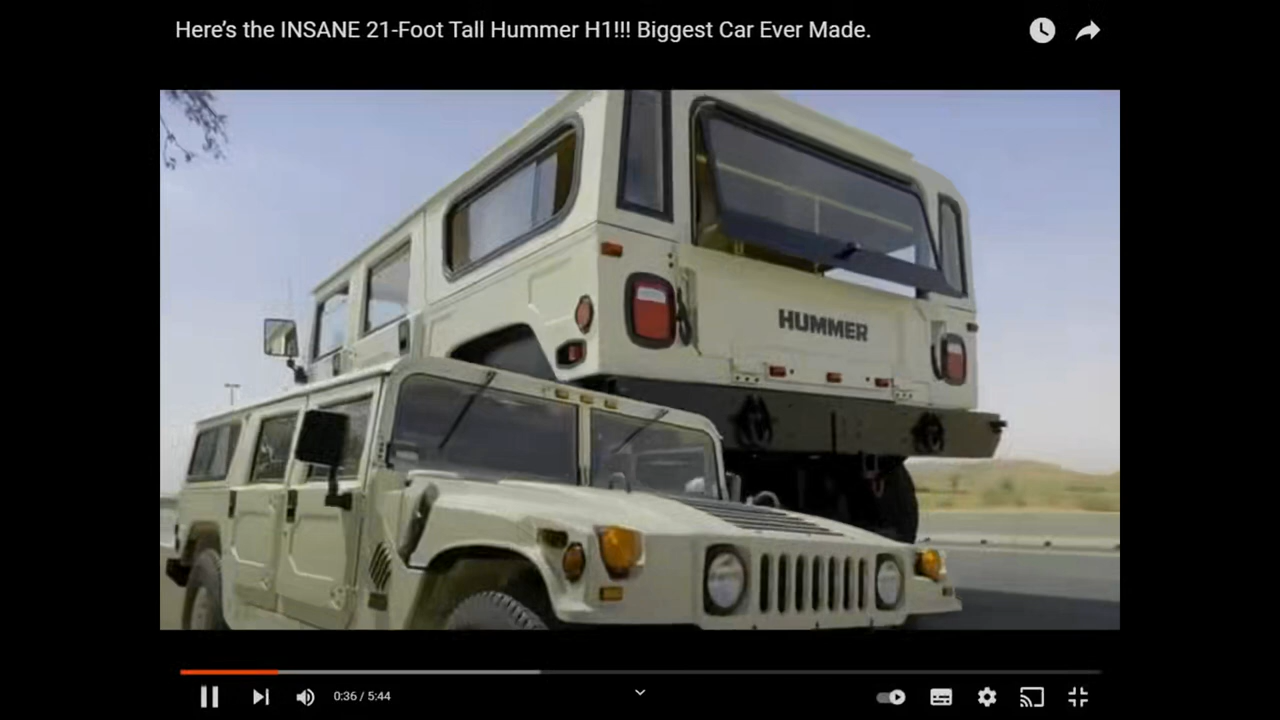 Here’s the INSANE 21-Foot Tall Hummer H1!!! Biggest Car Ever Made.
HUMMER
0:36 / 5:44